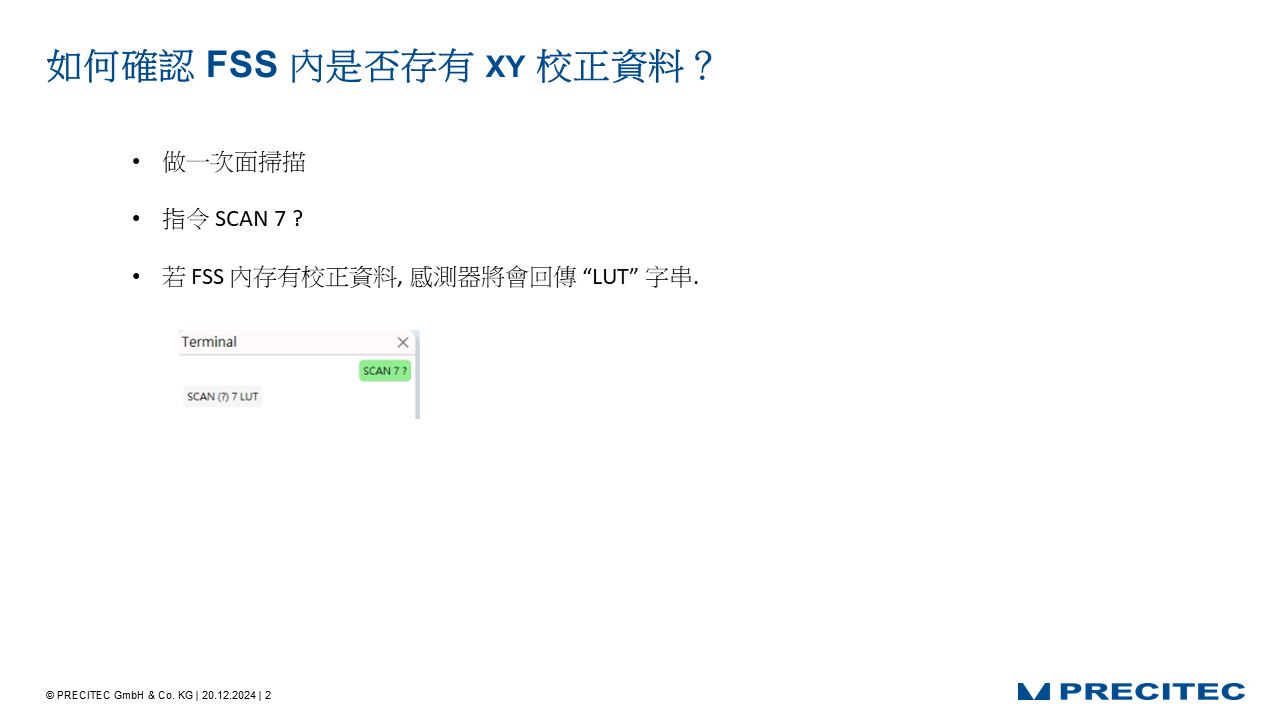 如何確認 FSS 內是否存有 XY 校正資料？
• 做一次面掃描
• 指令 SCAN 7 ?
• 若 FSS 內存有校正資料, 感測器將會回傳 “LUT” 字串.
Terminal
SCAN 7 ?
SCAN (?) 7 LUT
© PRECITEC GmbH & Co. KG | 20.12.2024 | 2
PRECITEC